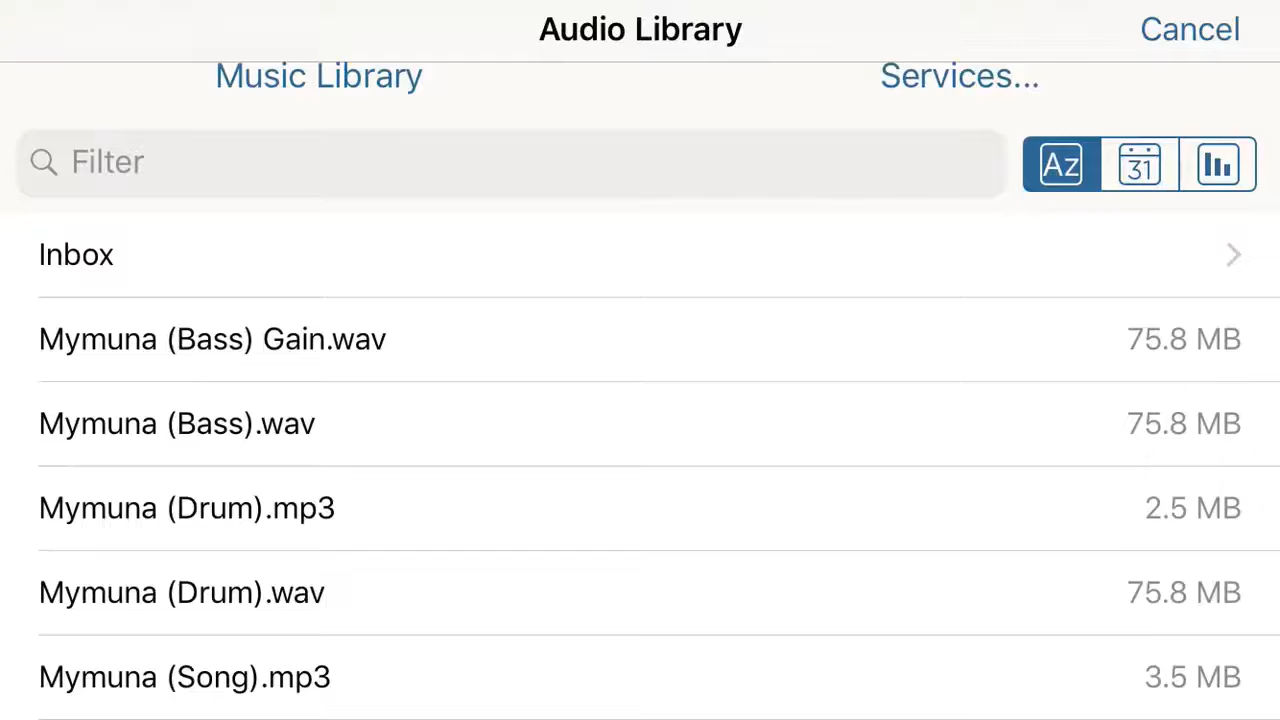 Audio Library
Cancel
Music Library
Services...
Filter
Az
31
Inbox
Mymuna (Bass) Gain.wav
75.8 MB
Mymuna (Bass).wav
75.8 MB
Mymuna (Drum).mp3
2.5 MB
Mymuna (Drum).wav
75.8 MB
Mymuna (Song).mp3
3.5 MB